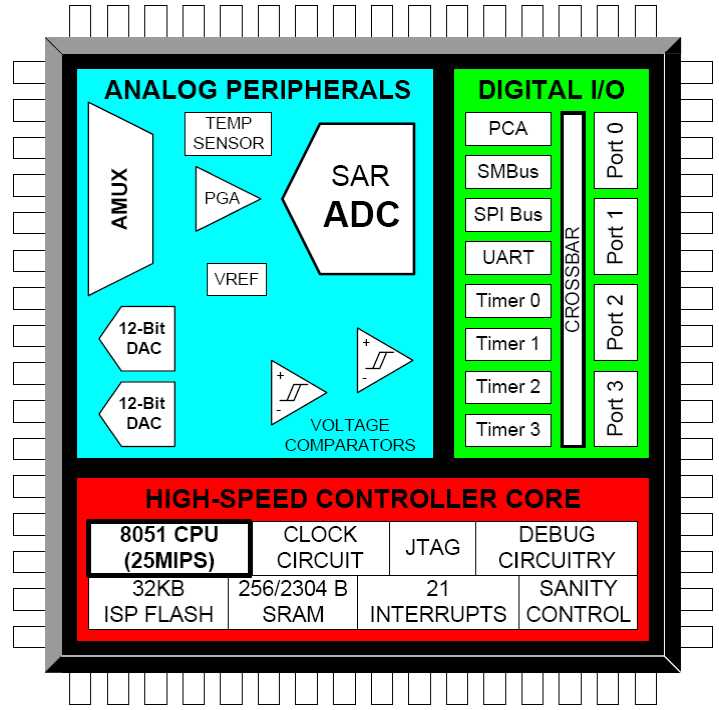 ANALOG PERIPHERALS
AMUX
TEMP
SENSOR
PGA
SAR
ADC
VREF
12-Bit
DAC
12-Bit
DAC
+
-
+
-
VOLTAGE
COMPARATORS
DIGITAL I/O
PCA
SMBus
SPI Bus
UART
Timer 0
Timer 1
Timer 2
Timer 3
CROSSBAR
Port 0
Port 1
Port 2
Port 3
HIGH-SPEED CONTROLLER CORE
8051 CPU
(25MIPS)
CLOCK
CIRCUIT
JTAG
DEBUG
CIRCUITRY
32KB
ISP FLASH
256/2304 B
SRAM
21
INTERRUPTS
SANITY
CONTROL